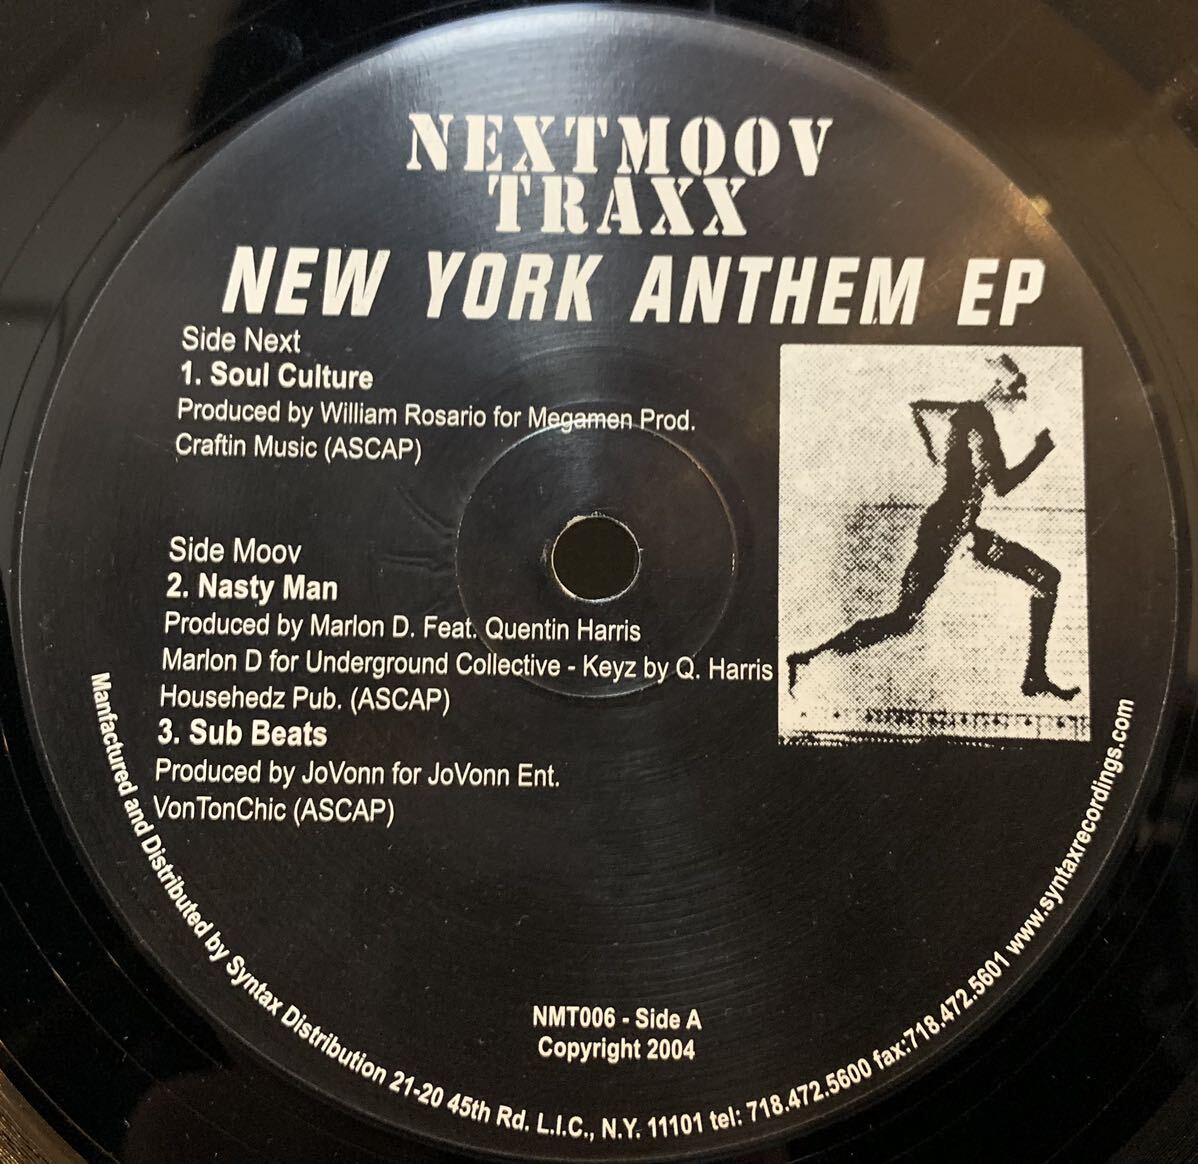 NEXTMOOV
TRAXX
NEW YORK ANTHEM EP
Side Next
1. Soul Culture
Produced by William Rosario for Megamen Prod.
Craftin Music (ASCAP)
Side Moov
2. Nasty Man
Produced by Marlon D. Feat. Quentin Harris
Marlon D for Underground Collective - Keyz by Q. Harris
Househedz Pub. (ASCAP)
3. Sub Beats
Produced by JoVonn for JoVonn Ent.
VonTonChic (ASCAP)
NMT006 - Side A
Copyright 2004
Manfactured and Distributed by Syntax Distribution 21-20 45th Rd. L.I.C., N.Y. 11101 tel: 718.472.5600 fax:718.472.5601 www.syntaxrecordings.com